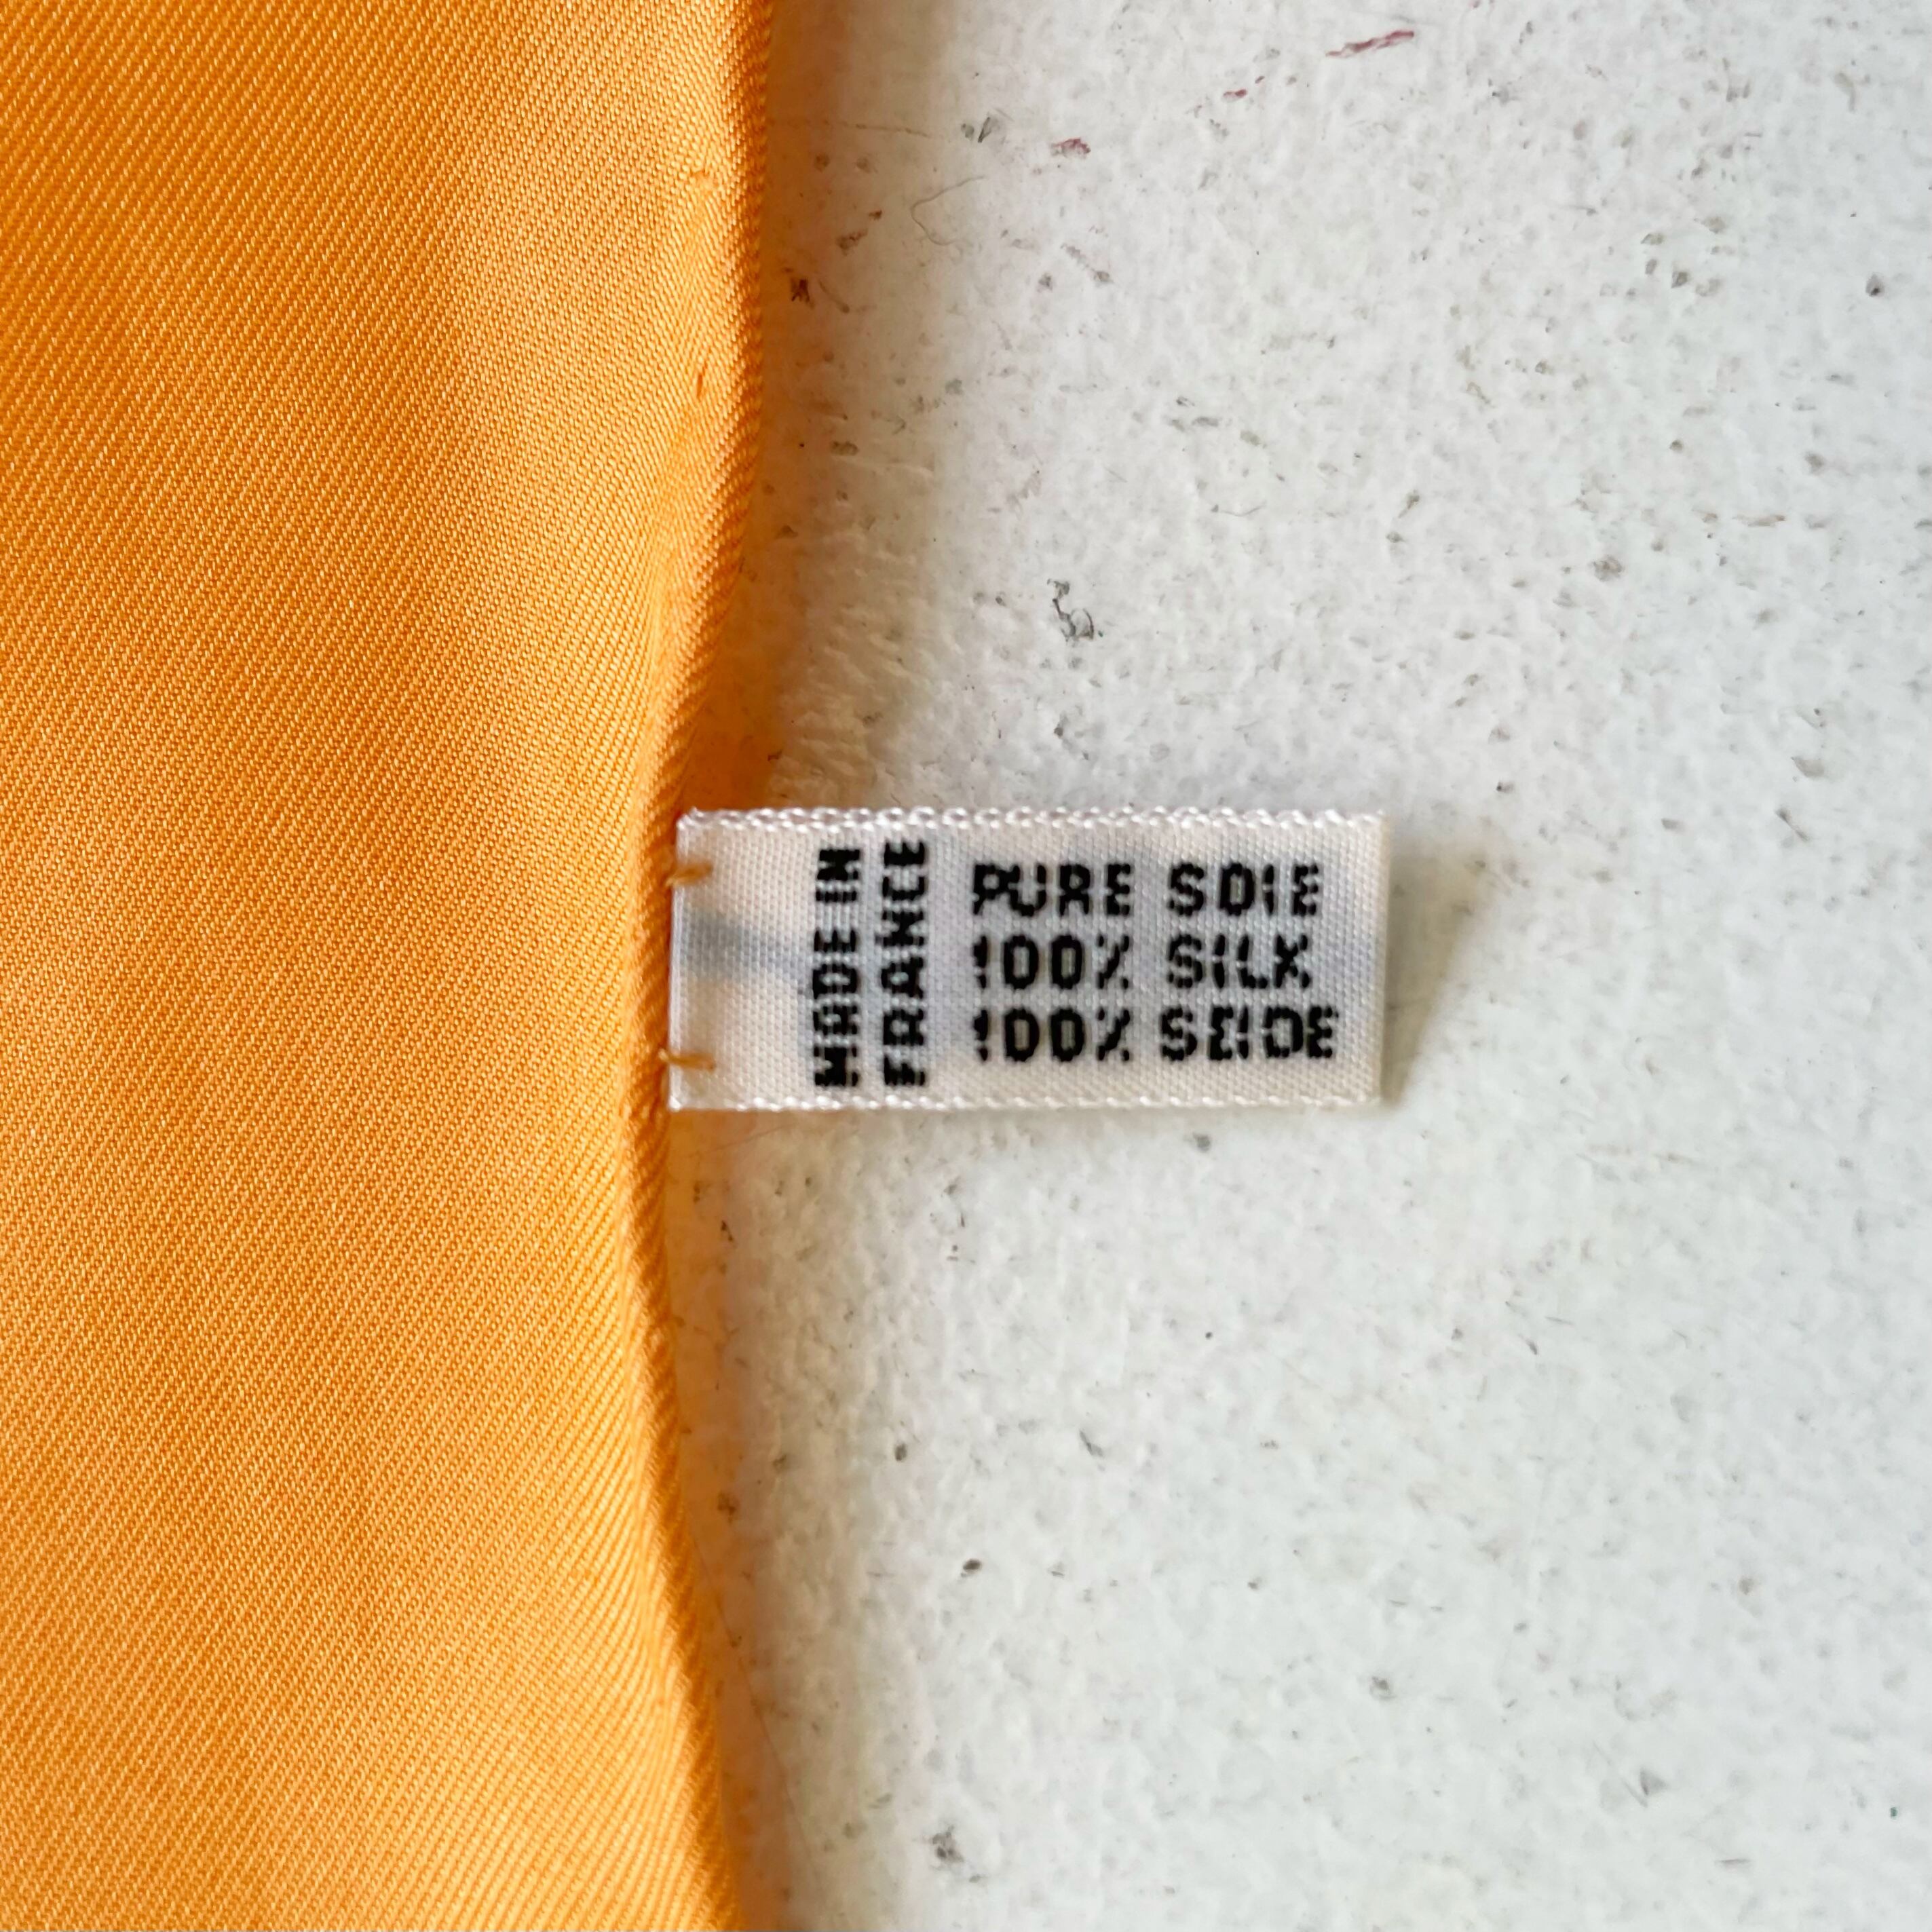 MADE IN
FRANCE
PURE SOIE
100% SILK
100% SEIDE